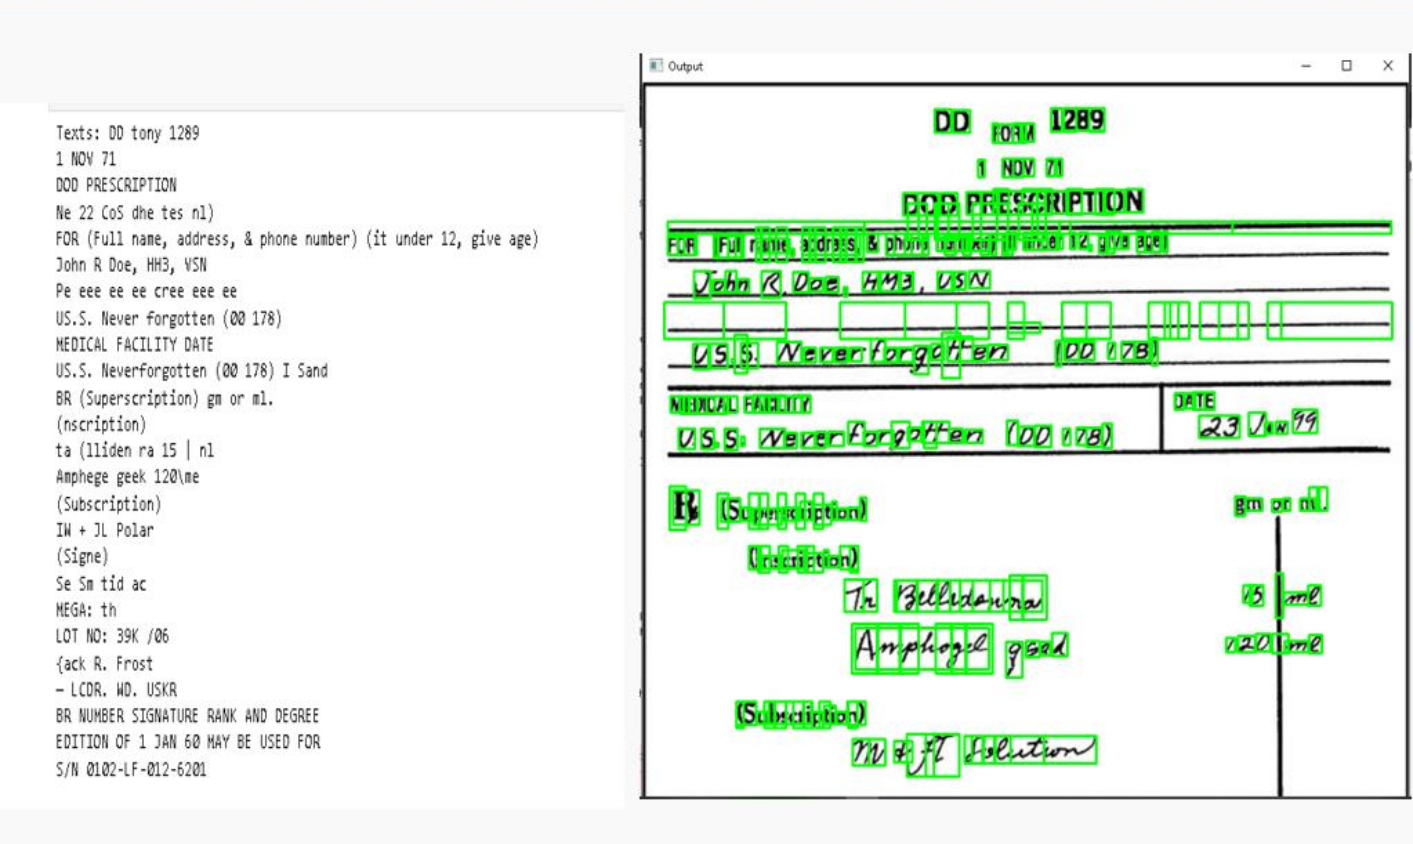 Texts: DD tony 1289
1 NOV 71
DOD PRESCRIPTION
Ne 22 CoS dhe tes nl)
FOR (Full name, address, & phone number) (it under 12, give age)
John R Doe, HH3, VSN
Pe eee ee ee cree eee ee
US.S. Never forgotten (00 178)
MEDICAL FACILITY DATE
US.S. Neverforgotten (00 178) I Sand
BR (Superscription) gm or ml.
(nscription)
ta (lliden ra 15 | nl
Amphege geek 120\me
(Subscription)
IW + JL Polar
(Signe)
Se Sm tid ac
MEGA: th
LOT NO: 39K /06
{ack R. Frost
– LCDR. WD. USKR
BR NUMBER SIGNATURE RANK AND DEGREE
EDITION OF 1 JAN 60 MAY BE USED FOR
S/N 0102-LF-012-6201
Output
DD FORM 1289
1 NOV 71
DOD PRESCRIPTION
FOR (Full name, address, & phone number) (If under 12, give age)
John R. Doe, HM3, USN
U.S.S. Neverforgotten (DD 178)
MEDICAL FACILITY DATE
U.S.S. Neverforgotten (DD 178) 23 Jan 99
℞ (Superscription) gm or ml.
(Inscription)
Tr Belladonna 15 ml
Amphogel qsad 120 ml
(Subscription)
M & ft Solution